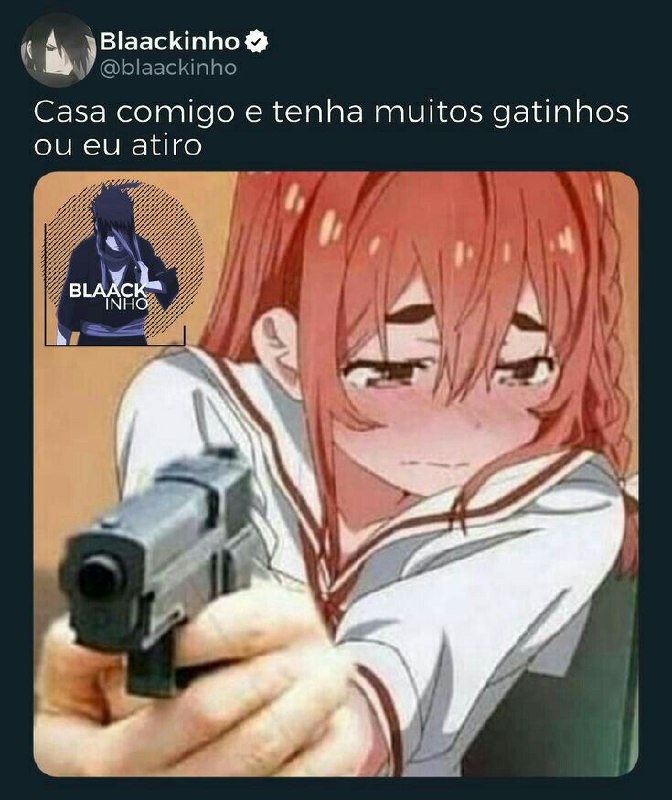 Blaackinho
@blaackinho
Casa comigo e tenha muitos gatinhos
ou eu atiro
BLAACK
INHO